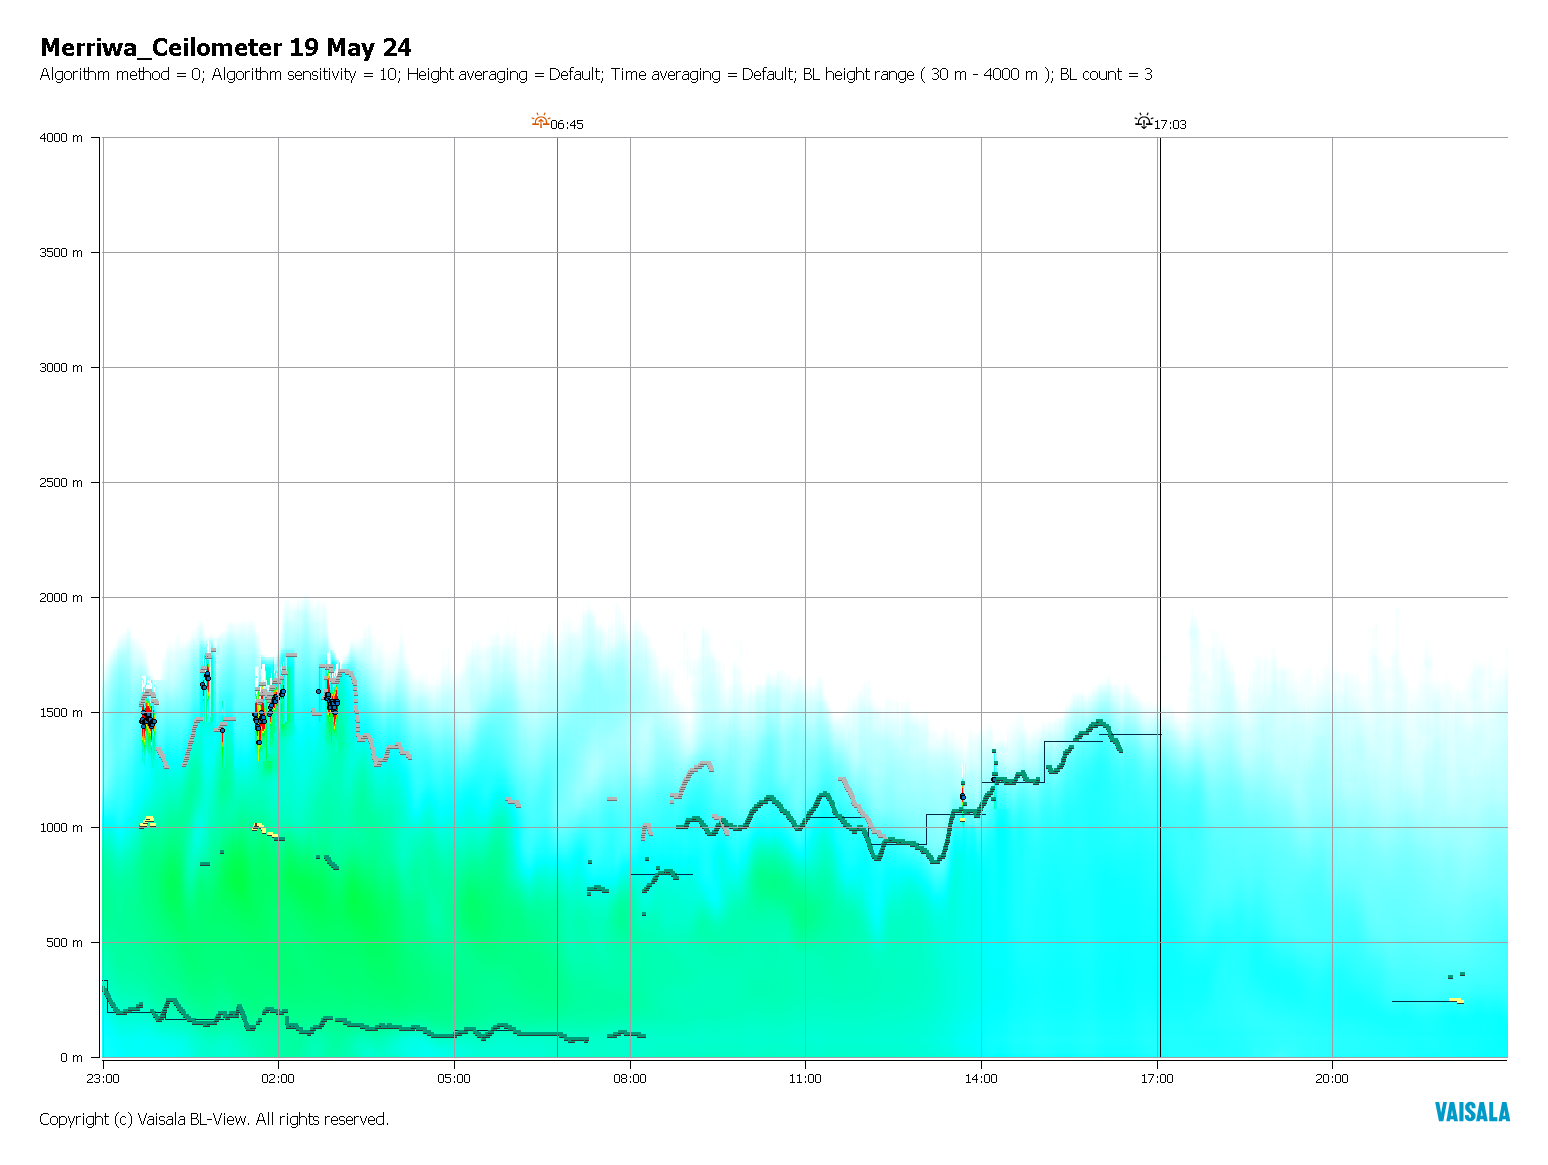 Merriwa_Ceilometer 19 May 24
Algorithm method = 0; Algorithm sensitivity = 10; Height averaging = Default; Time averaging = Default; BL height range ( 30 m - 4000 m ); BL count = 3
06:45
17:03
4000 m
3500 m
3000 m
2500 m
2000 m
1500 m
1000 m
500 m
0 m
23:00
02:00
05:00
08:00
11:00
14:00
17:00
20:00
Copyright (c) Vaisala BL-View. All rights reserved.
VAISALA